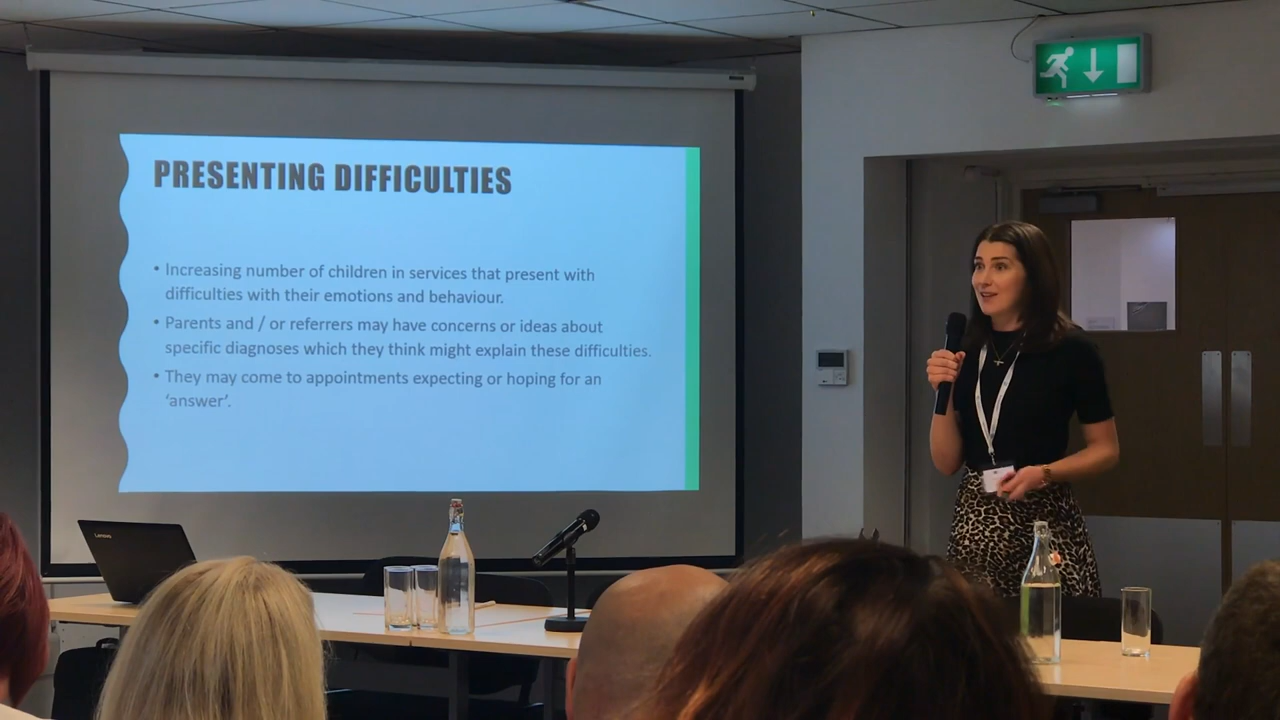 PRESENTING DIFFICULTIES
• Increasing number of children in services that present with
difficulties with their emotions and behaviour.
• Parents and / or referrers may have concerns or ideas about
specific diagnoses which they think might explain these difficulties.
• They may come to appointments expecting or hoping for an
‘answer’.
Lenovo